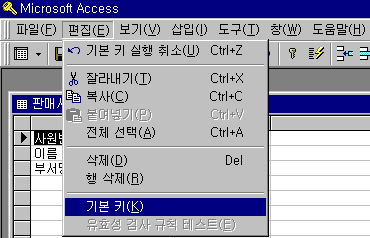 Microsoft Access
파일(F) 편집(E) 보기(V) 삽입(I) 도구(T) 창(W) 도움말(H)
기본 키 실행 취소(U) Ctrl+Z
잘라내기(T) Ctrl+X
복사(C) Ctrl+C
붙여넣기(P) Ctrl+V
전체 선택(A) Ctrl+A
삭제(D) Del
행 삭제(R)
기본 키(K)
유효성 검사 규칙 테스트(E)
판매사
사원번
이름
부서명